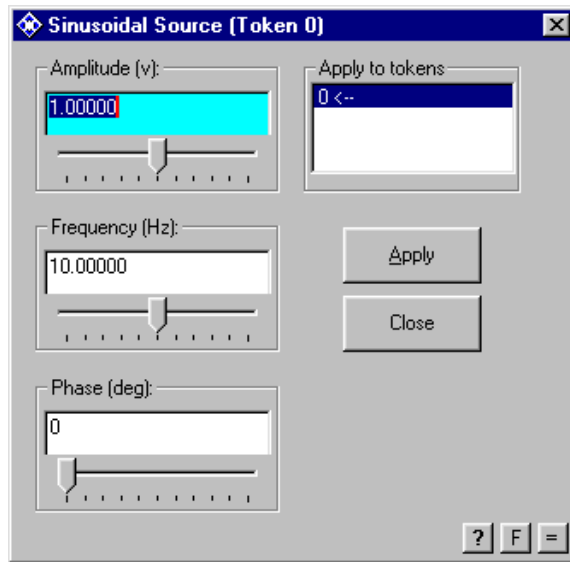 Sinusoidal Source (Token 0)
Amplitude (v):
1.00000
Apply to tokens
0 <--
Frequency (Hz):
10.00000
Apply
Close
Phase (deg):
0
? F =